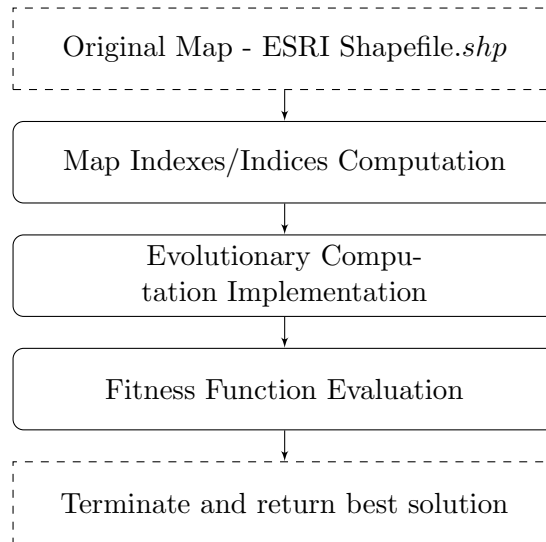 Original Map - ESRI Shapefile.shp
Map Indexes/Indices Computation
Evolutionary Compu-
tation Implementation
Fitness Function Evaluation
Terminate and return best solution